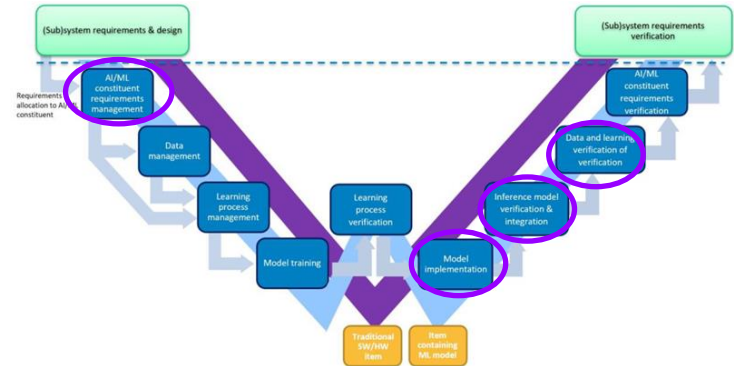 (Sub)system requirements & design
(Sub)system requirements
verification
AI/ML
constituent
requirements
management
Requirements
allocation to AI/ML
constituent
AI/ML
constituent
requirements
verification
Data
management
Data and learning
verification of
verification
Learning
process
management
Learning
process
verification
Inference model
verification &
integration
Model training
Model
implementation
Traditional
SW/HW
item
Item
containing
ML model